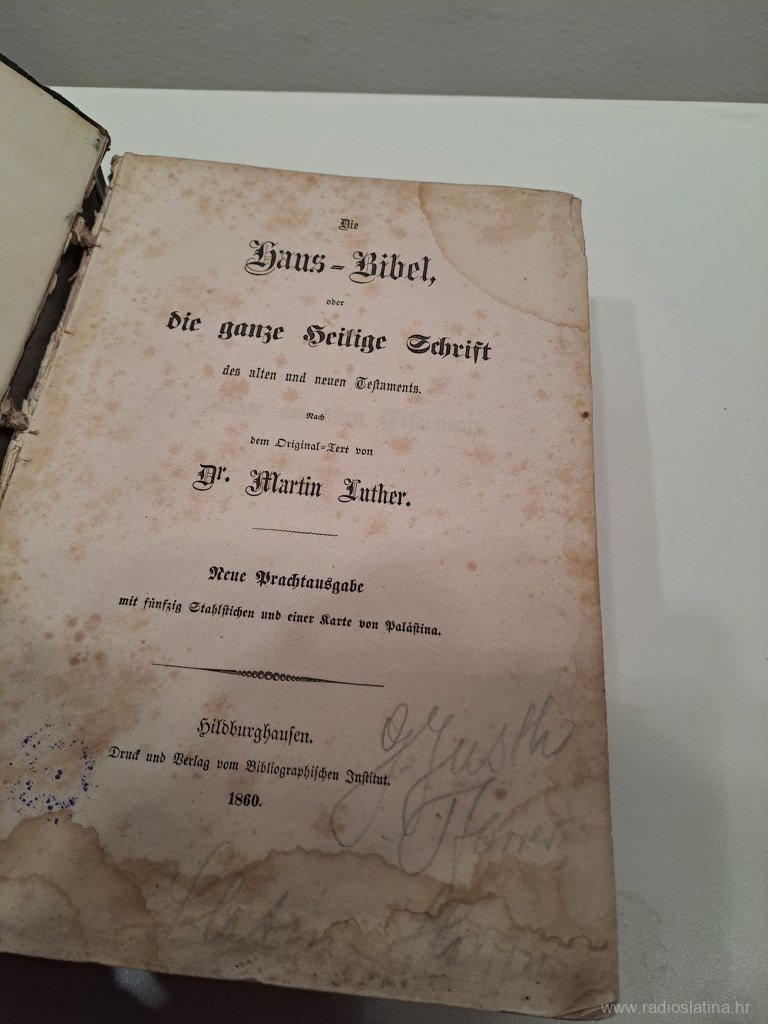 Die
Haus-Bibel,
oder
die ganze Heilige Schrift
des alten und neuen Testaments.
Nach
dem Original-Text von
Dr. Martin Luther.
Neue Prachtausgabe
mit fünfzig Stahlstichen und einer Karte von Palästina.
Hildburghausen.
Druck und Verlag vom Bibliographischen Institut.
1860.
www.radioslatina.hr